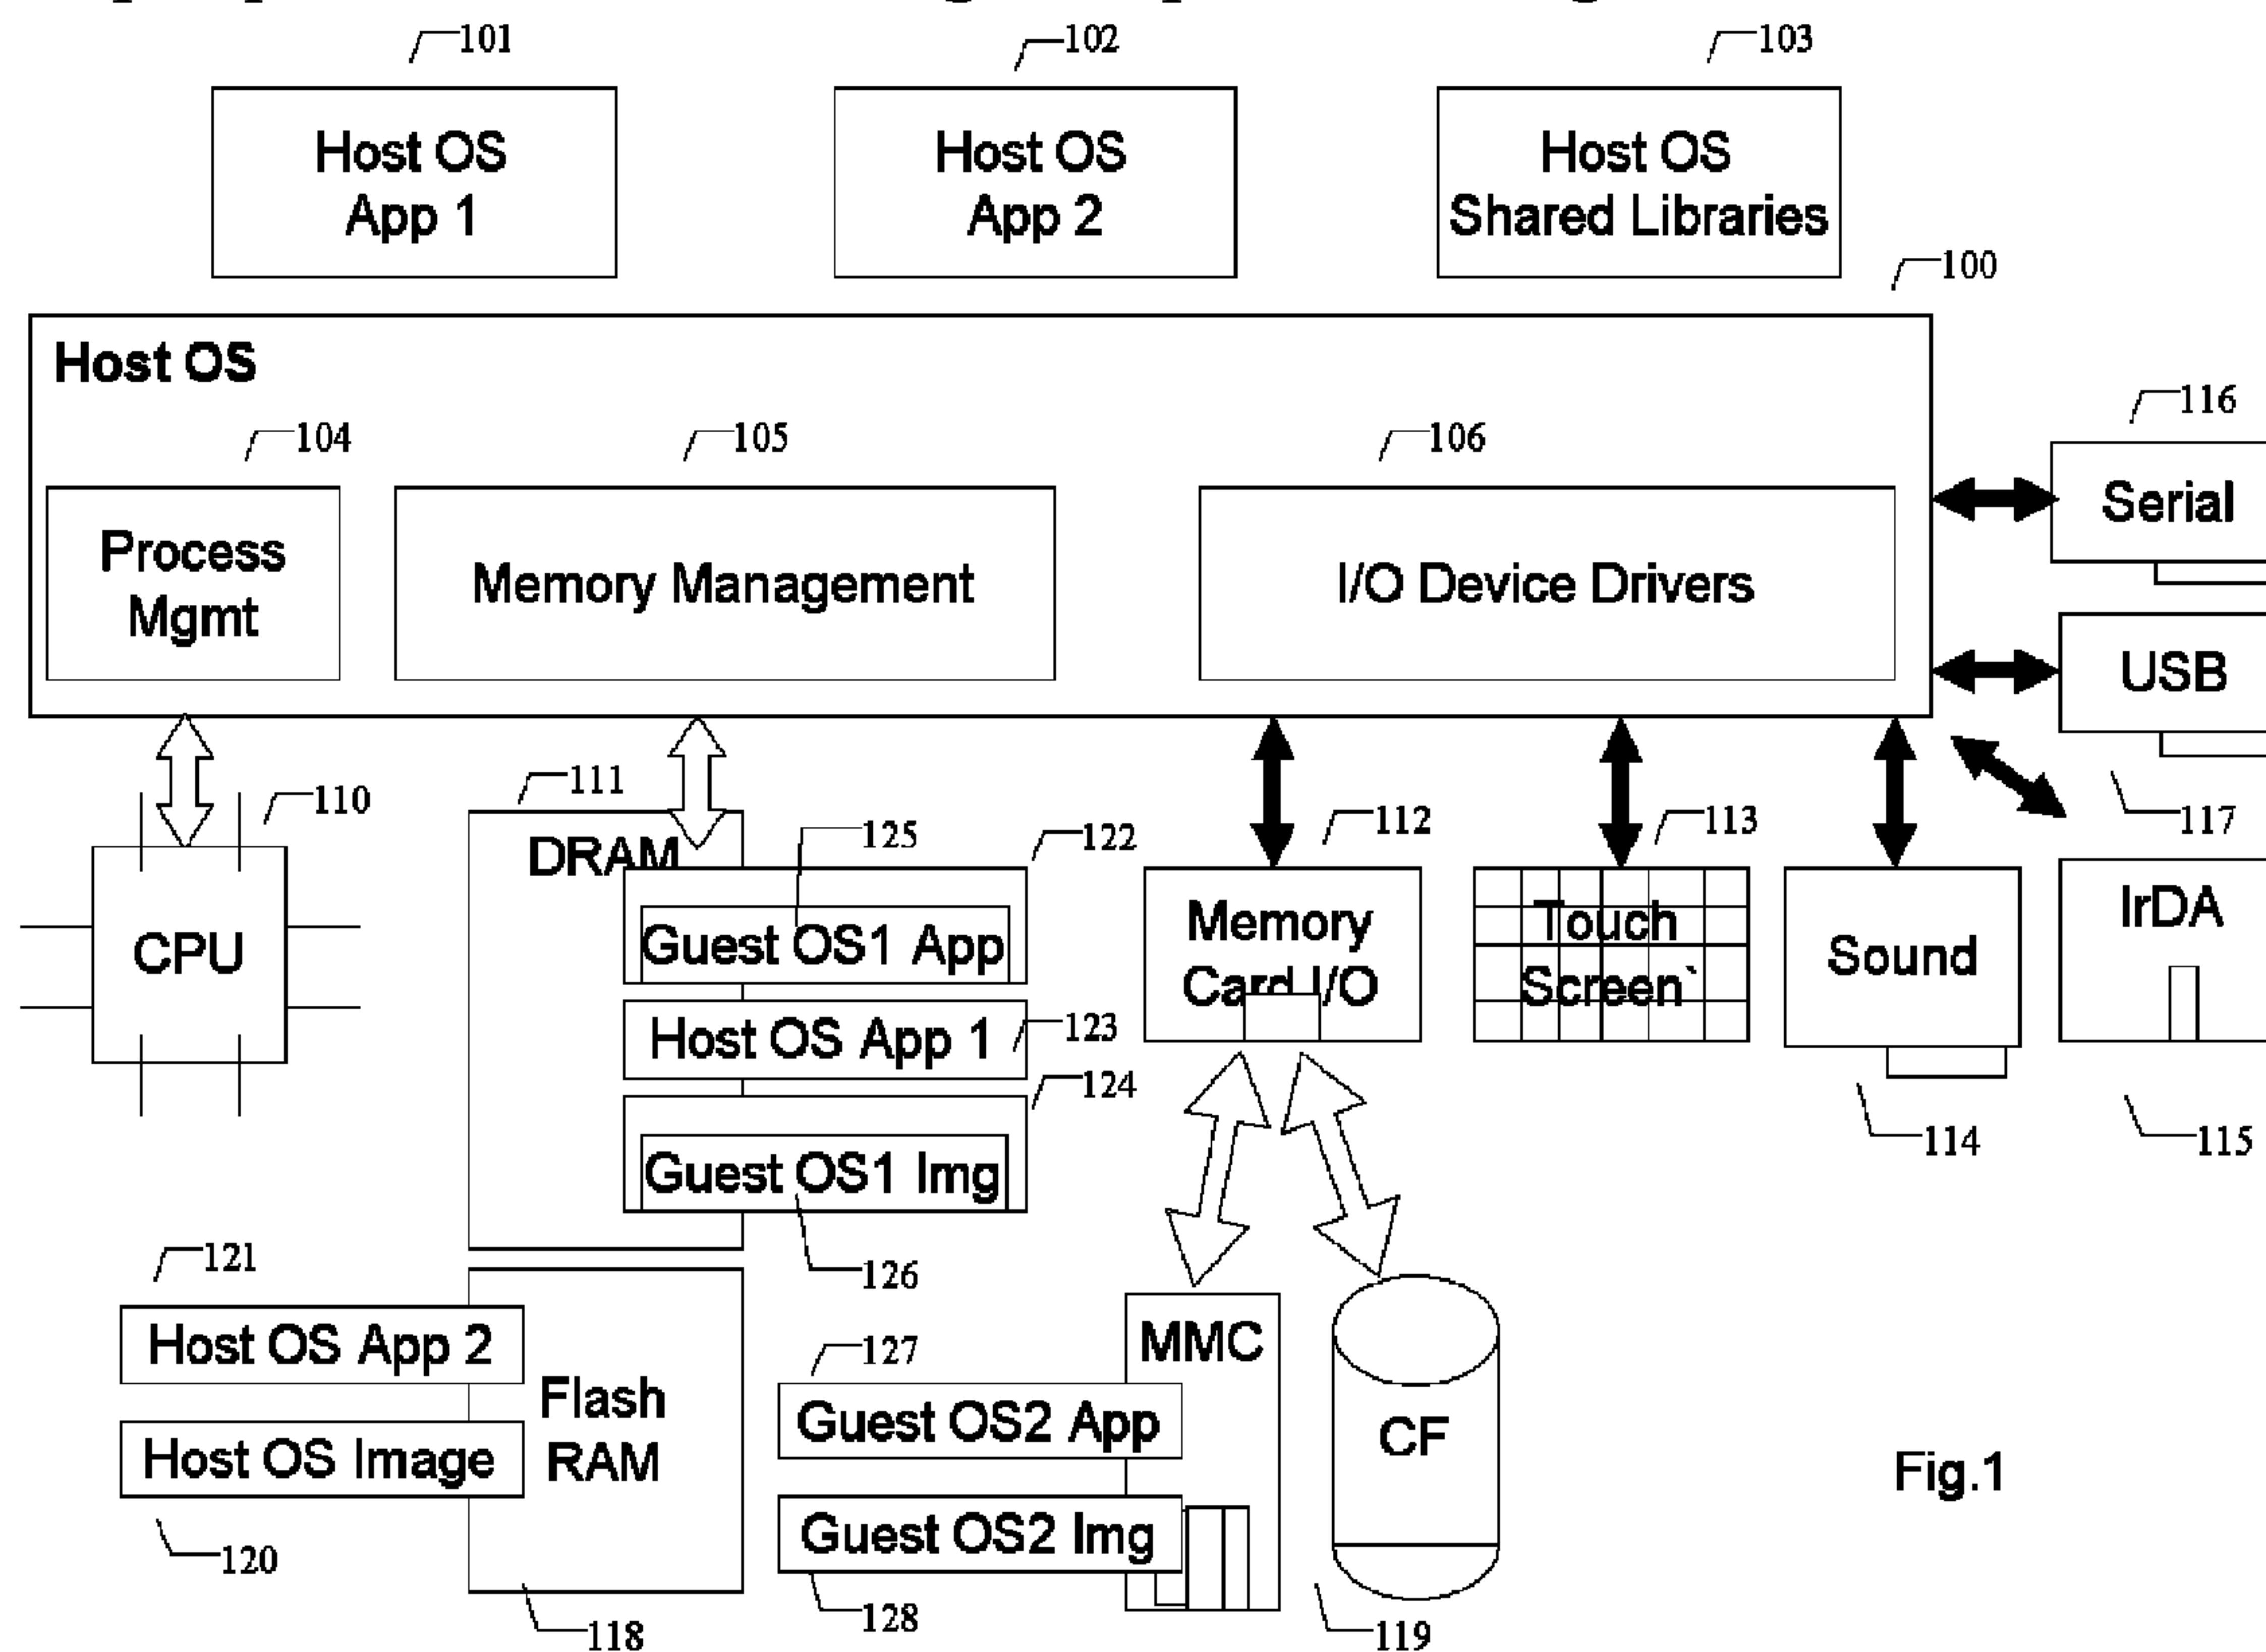 101
102
103
Host OS
App 1
Host OS
App 2
Host OS
Shared Libraries
100
Host OS
116
104
105
106
Serial
Process
Mgmt
Memory Management
I/O Device Drivers
USB
111
110
125
122
112
113
117
DRAM
CPU
Guest OS1 App
Memory
Card I/O
Touch
Screen`
Sound
IrDA
Host OS App 1
123
124
114
115
Guest OS1 Img
121
126
Host OS App 2
127
MMC
Flash
RAM
Guest OS2 App
CF
Host OS Image
Guest OS2 Img
Fig.1
120
118
128
119